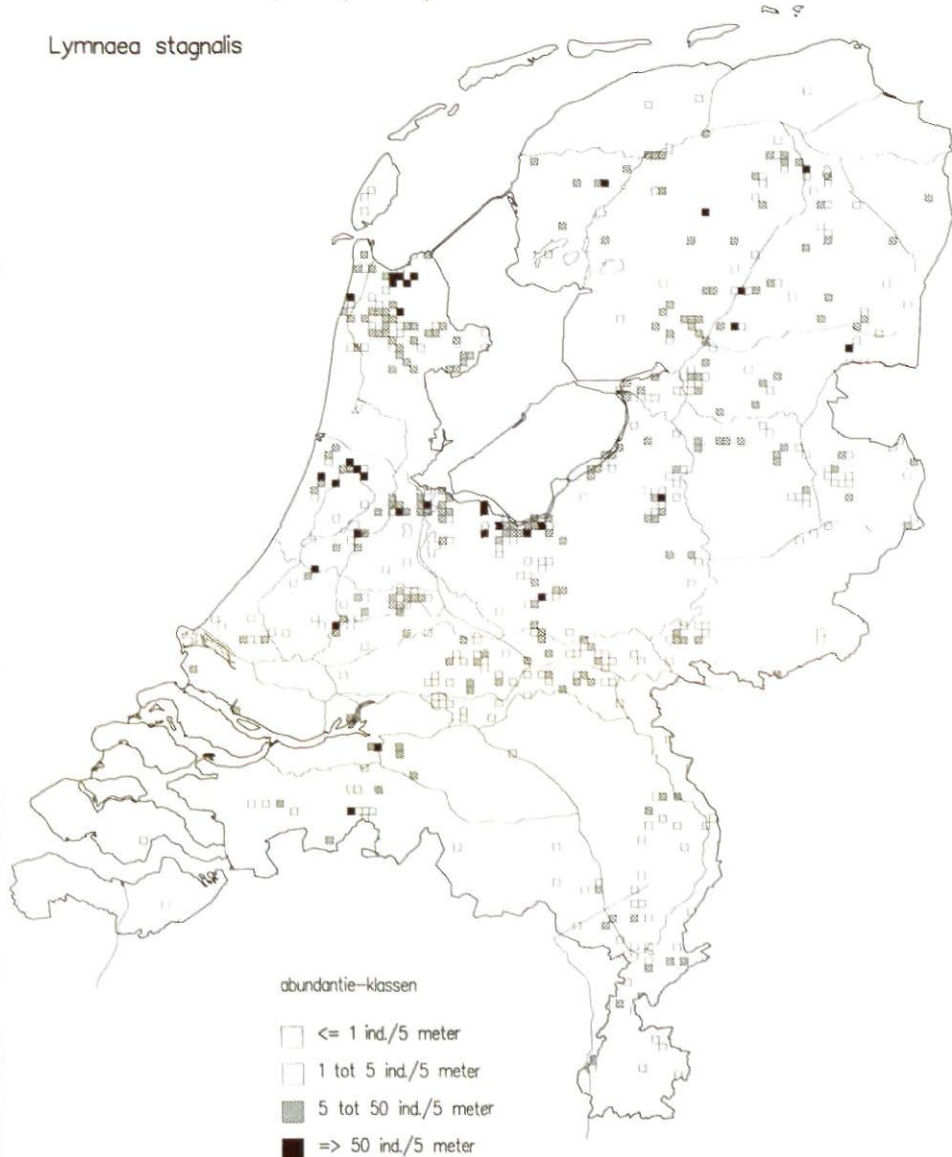 Lymnaea stagnalis
abundantie-klassen
<= 1 ind./5 meter
1 tot 5 ind./5 meter
5 tot 50 ind./5 meter
=> 50 ind./5 meter